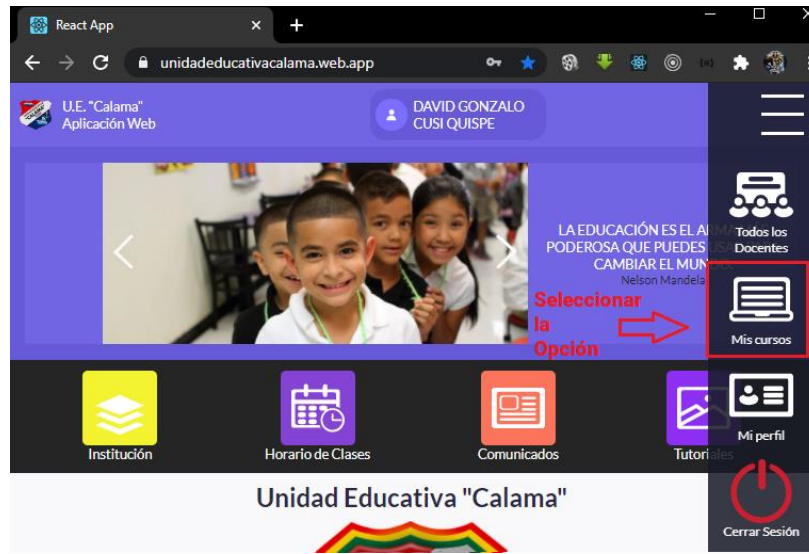 React App
unidadeducativacalama.web.app
U.E. "Calama"
Aplicación Web
DAVID GONZALO
CUSI QUISPE
LA EDUCACIÓN ES EL
PODEROSA QUE PUEDES
CAMBIAR EL
Nelson Mandela
Todos los
Docentes
Seleccionar
la
Opción
Mis cursos
Institución
Horario de Clases
Comunicados
Tutoriales
Mi perfil
Cerrar Sesión
Unidad Educativa "Calama"